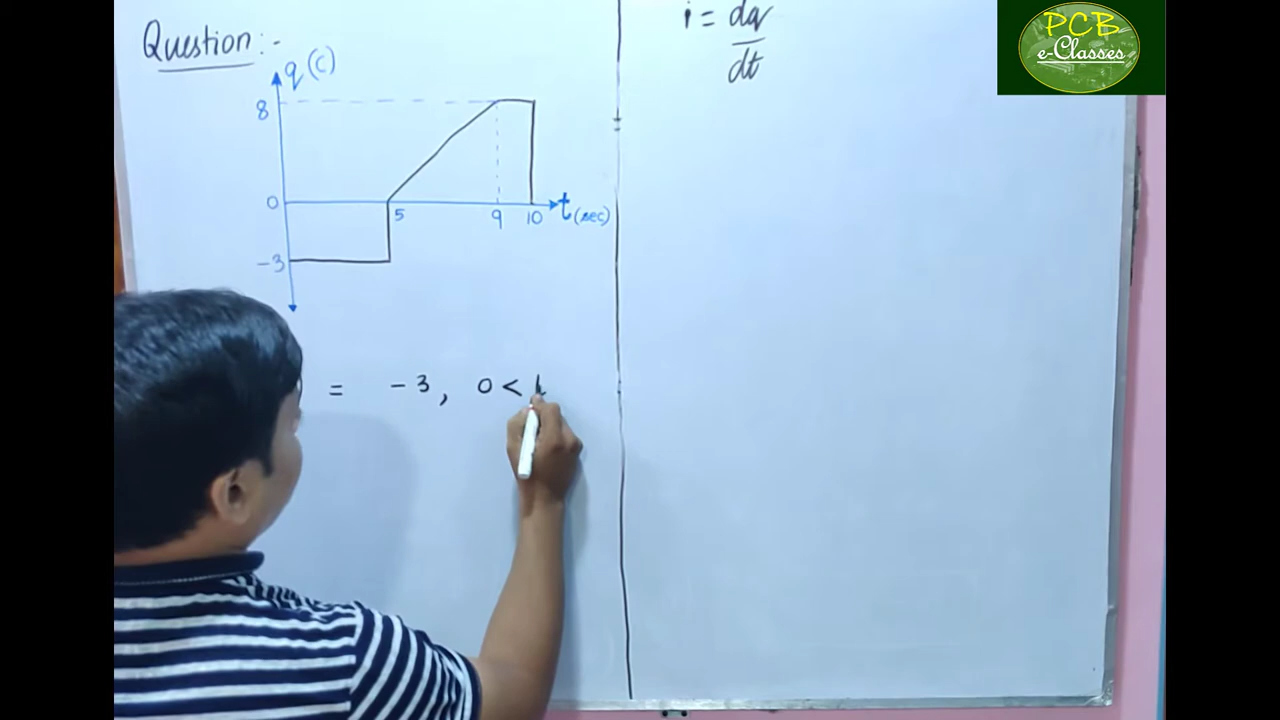 Question :-
q (C)
8
0
-3
5
9
10
t (sec)
= -3, 0 <
i = dq
dt
PCB
e-Classes